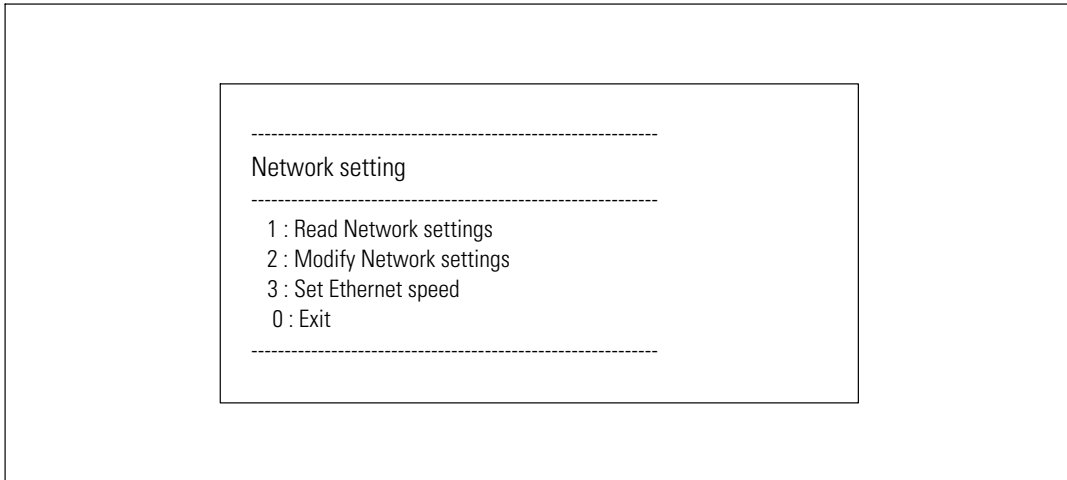 -------------------------------------------------------------
Network setting
-------------------------------------------------------------
1 : Read Network settings
2 : Modify Network settings
3 : Set Ethernet speed
0 : Exit
-------------------------------------------------------------